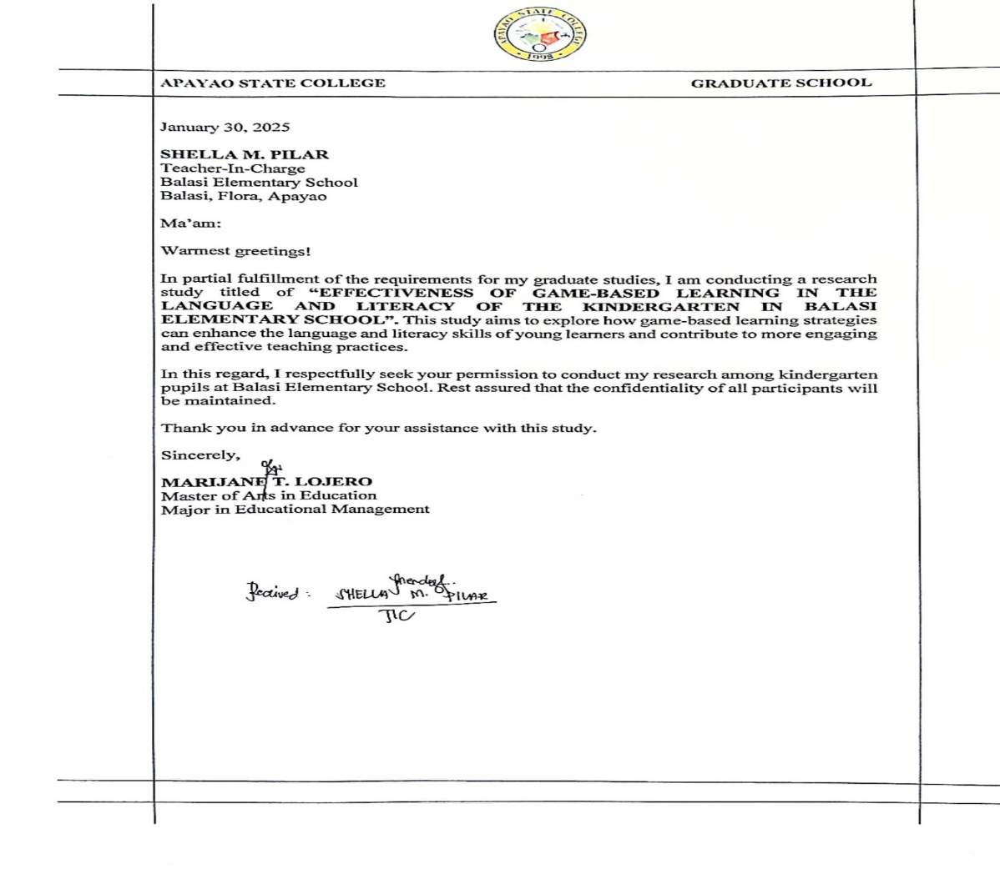 APAYAO STATE COLLEGE
1998
APAYAO STATE COLLEGE GRADUATE SCHOOL
January 30, 2025
SHELLA M. PILAR
Teacher-In-Charge
Balasi Elementary School
Balasi, Flora, Apayao
Ma’am:
Warmest greetings!
In partial fulfillment of the requirements for my graduate studies, I am conducting a research
study titled of “EFFECTIVENESS OF GAME-BASED LEARNING IN THE
LANGUAGE AND LITERACY OF THE KINDERGARTEN IN BALASI
ELEMENTARY SCHOOL”. This study aims to explore how game-based learning strategies
can enhance the language and literacy skills of young learners and contribute to more engaging
and effective teaching practices.
In this regard, I respectfully seek your permission to conduct my research among kindergarten
pupils at Balasi Elementary School. Rest assured that the confidentiality of all participants will
be maintained.
Thank you in advance for your assistance with this study.
Sincerely,
MARIJANE T. LOJERO
Master of Arts in Education
Major in Educational Management
Received: SHELLA M. PILAR
TIC